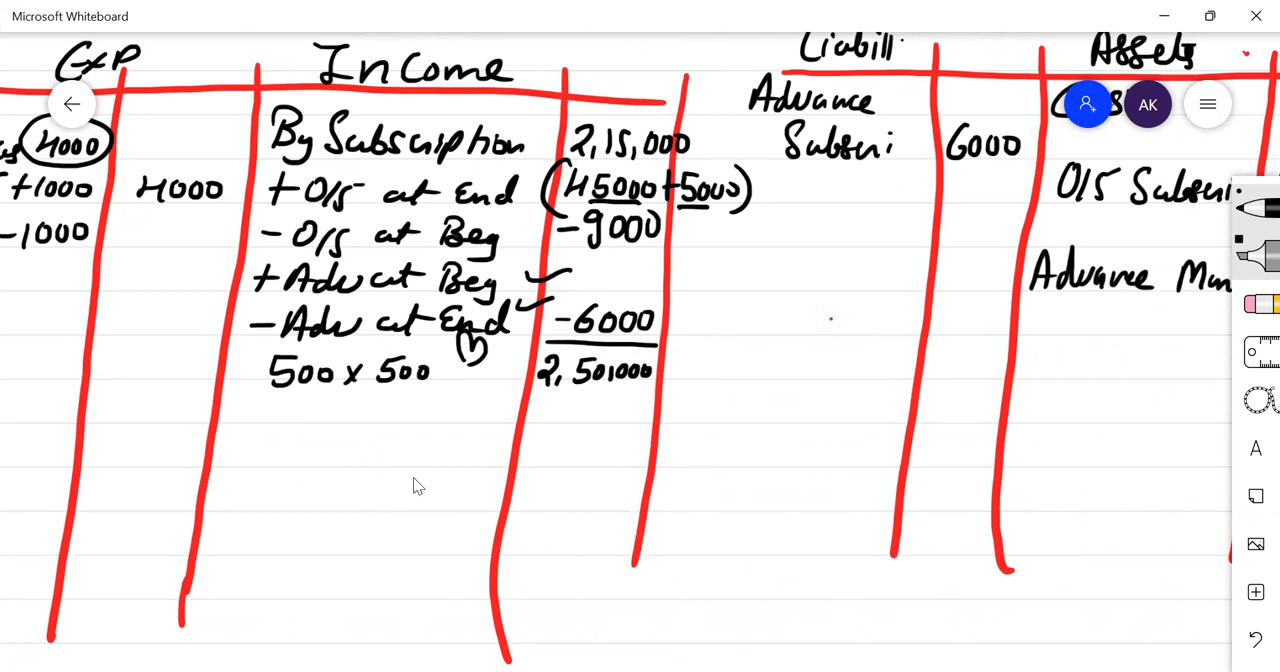 Microsoft Whiteboard
Exp
4000
+1000 4000
-1000
Income
By Subscription 2,15,000
+ O/S at End (45000+5000)
- O/S at Beg -9000
+ Adv at Beg
- Adv at End -6000
500 x 500 2,50,000
Liabili.
Advance
Subscri 6000
Assets
AK
O/S Subscri.
Advance Mun
A